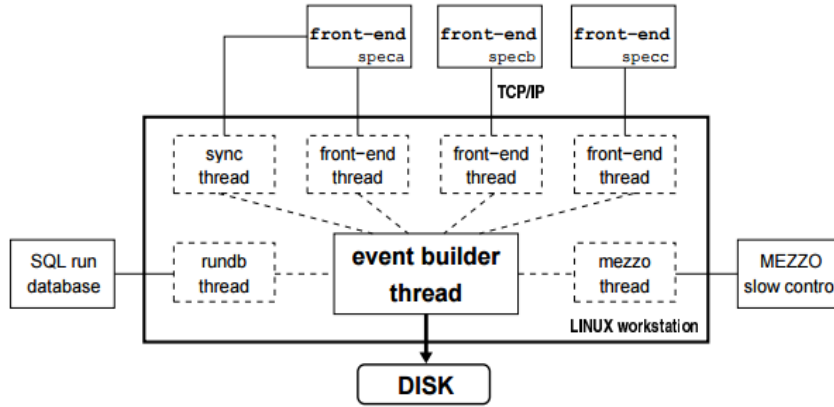 front-end
speca
front-end
specb
front-end
specc
TCP/IP
sync
thread
front-end
thread
front-end
thread
front-end
thread
SQL run
database
rundb
thread
event builder
thread
mezzo
thread
MEZZO
slow control
LINUX workstation
DISK